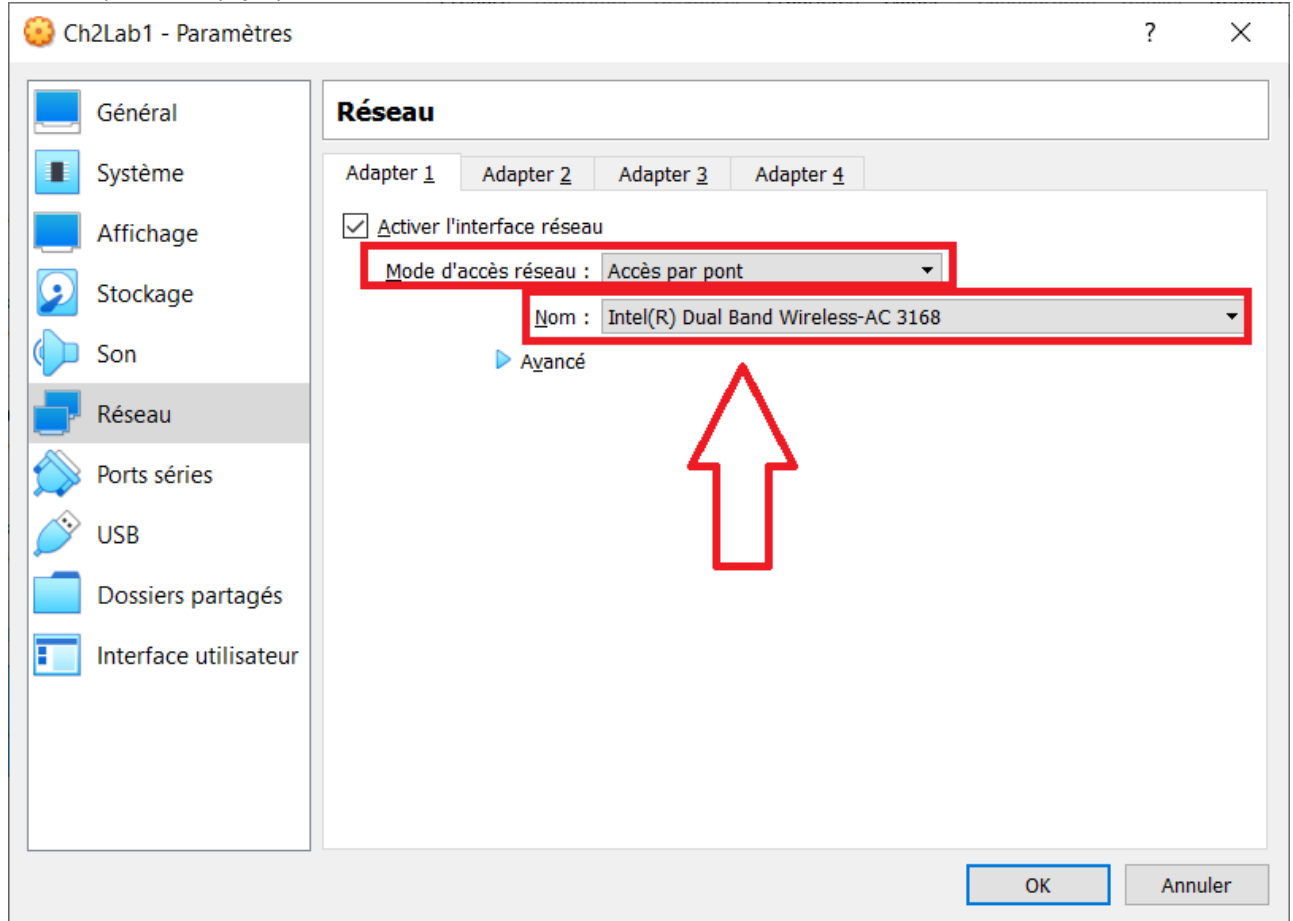 Ch2Lab1 - Paramètres
?
Général
Système
Affichage
Stockage
Son
Réseau
Ports séries
USB
Dossiers partagés
Interface utilisateur
Réseau
Adapter 1 Adapter 2 Adapter 3 Adapter 4
Activer l'interface réseau
Mode d'accès réseau : Accès par pont
Nom : Intel(R) Dual Band Wireless-AC 3168
Avancé
OK Annuler